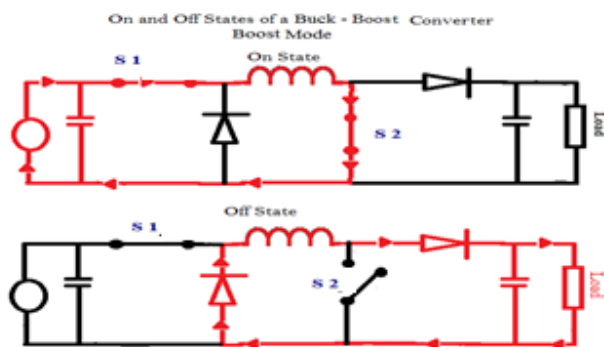 On and Off States of a Buck - Boost Converter
Boost Mode
On State
S 1
S 2
Load
Off State
S 1
S 2
Load